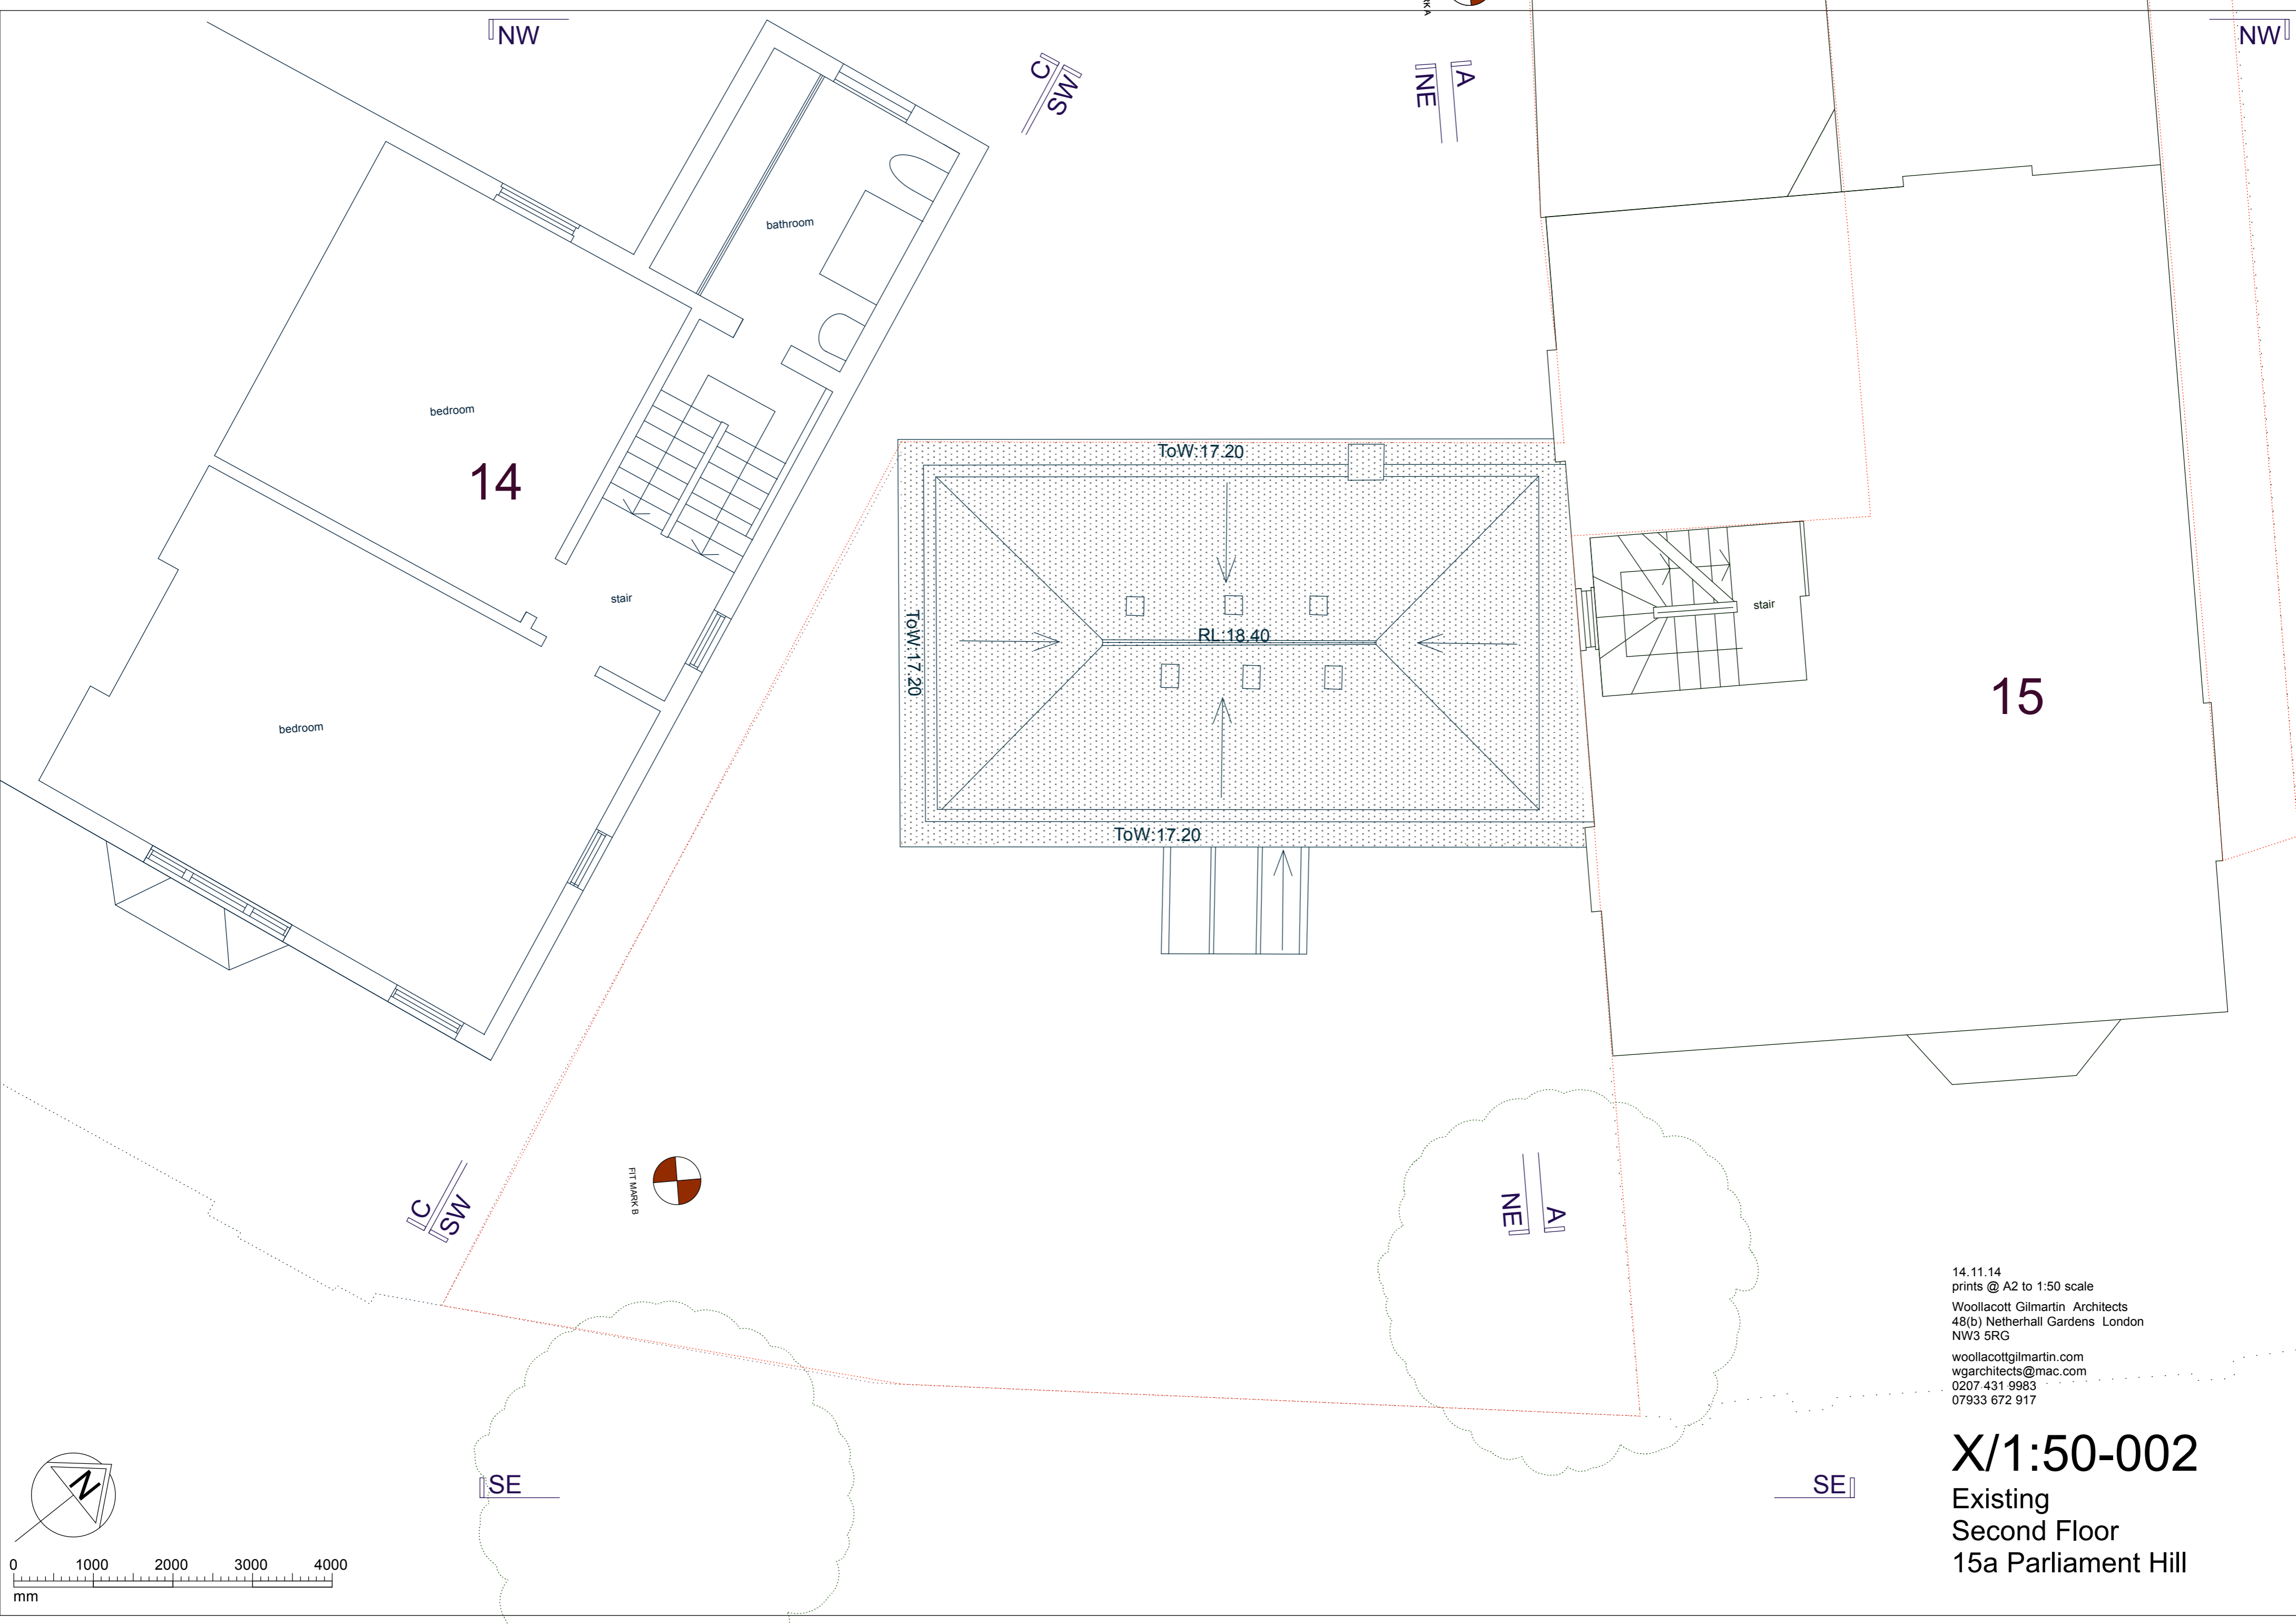 NW
C
SW
NE
A
NW
bathroom
bedroom
14
ToW:17.20
stair
RL:18.40
ToW:17.20
stair
15
bedroom
ToW:17.20
FIT MARK B
C
SW
NE
A
14.11.14
prints @ A2 to 1:50 scale
Woollacott Gilmartin Architects
48(b) Netherhall Gardens London
NW3 5RG
woollacottgilmartin.com
wgarchitects@mac.com
0207 431 9983
07933 672 917
X/1:50-002
Existing
Second Floor
15a Parliament Hill
SE
SE
N
0 1000 2000 3000 4000
mm